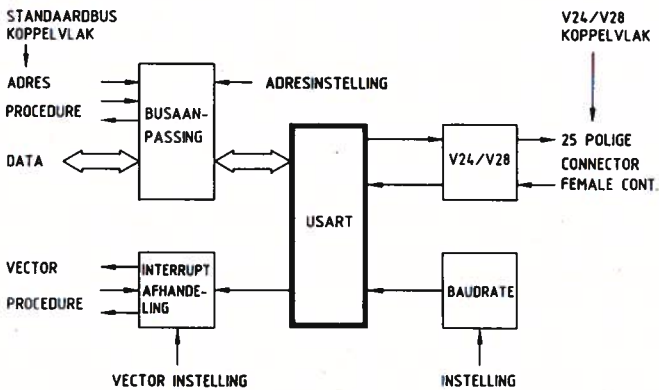 STANDAARDBUS
KOPPELVLAK
V24/V28
KOPPELVLAK
ADRES
PROCEDURE
DATA
BUSAAN-
PASSING
ADRESINSTELLING
USART
V24/V28
25 POLIGE
CONNECTOR
FEMALE CONT.
VECTOR
PROCEDURE
INTERRUPT
AFHANDE-
LING
BAUDRATE
VECTOR INSTELLING
INSTELLING